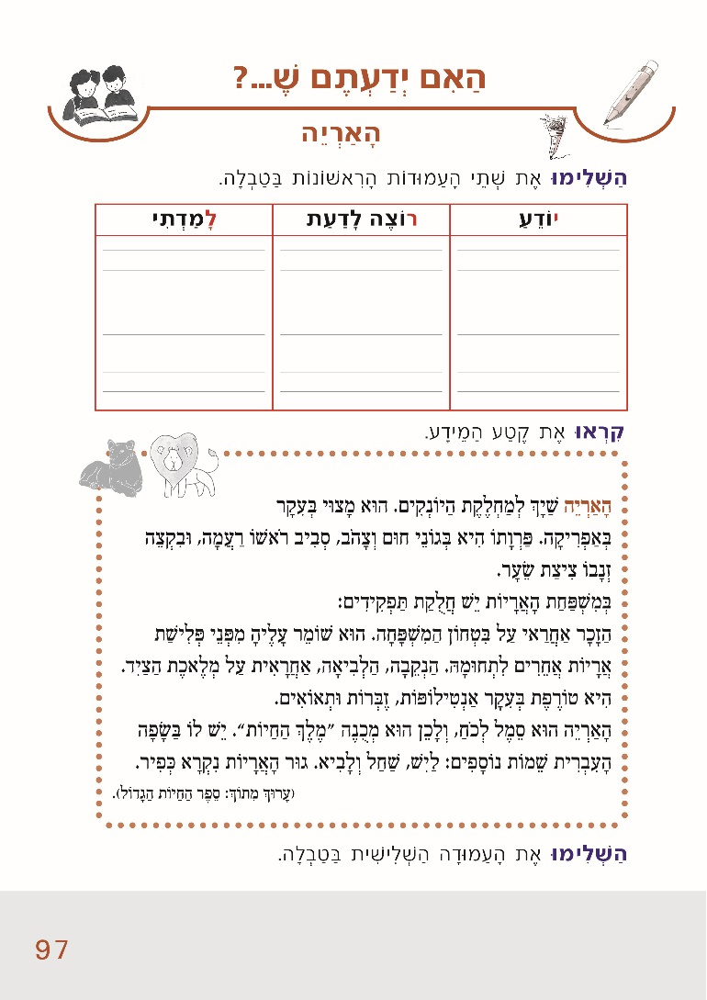 הַאִם יְדַעְתֶּם שֶׁ...?
הָאַרְיֵה
הַשְׁלִימוּ אֶת שְׁתֵּי הָעַמּוּדוֹת הָרִאשׁוֹנוֹת בַּטַּבְלָה.
יוֹדֵעַ רוֹצֶה לָדַעַת לָמַדְתִּי
קִרְאוּ אֶת קֶטַע הַמֵּידָע.
הָאַרְיֵה שַׁיָּךְ לְמַחְלֶקֶת הַיּוֹנְקִים. הוּא מָצוּי בְּעִיקָּר
בְּאַפְרִיקָה. פַּרְוָתוֹ הִיא בִּגְוֹנֵי חוּם וְצָהֹב, סְבִיב רֹאשׁוֹ רַעֲמָה, וּבִקְצֵה
זְנָבוֹ צִיצַת שֵׂעָר.
בְּמִשְׁפַּחַת הָאֲרָיוֹת יֵשׁ חֲלֻקַּת תַּפְקִידִים:
הַזָּכָר אַחֲרַאי עַל בִּטְחוֹן הַמִּשְׁפָּחָה. הוּא שׁוֹמֵר עָלֶיהָ מִפְּנֵי פְּלִישַׁת
אֲרָיוֹת אֲחֵרִים לִתְחוּמָהּ. הַנְּקֵבָה, הַלְּבִיאָה, אַחֲרָאִית עַל מְלֶאכֶת הַצַּיִד.
הִיא טוֹרֶפֶת בְּעִיקָּר אַנְטִילוֹפּוֹת, זֶבְּרוֹת וּתְאוֹאִים.
הָאַרְיֵה הוּא סֵמֶל לְכֹחַ, וְלָכֵן הוּא מְכֻנֶּה "מֶלֶךְ הַחַיּוֹת". יֵשׁ לוֹ בַּשָּׂפָה
הָעִבְרִית שֵׁמוֹת נוֹסָפִים: לַיִשׁ, שַׁחַל וְלָבִיא. גּוּר הָאֲרָיוֹת נִקְרָא כְּפִיר.
(עָרוּךְ מִתּוֹךְ: סֵפֶר הַחַיּוֹת הַגָּדוֹל).
הַשְׁלִימוּ אֶת הָעַמּוּדָה הַשְּׁלִישִׁית בַּטַּבְלָה.
97